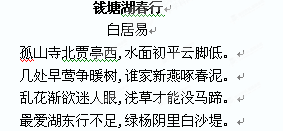 钱塘湖春行
白居易
孤山寺北贾亭西,水面初平云脚低。
几处早莺争暖树,谁家新燕啄春泥。
乱花渐欲迷人眼,浅草才能没马蹄。
最爱湖东行不足,绿杨阴里白沙堤。